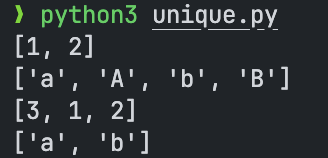 ❯ python3 unique.py
[1, 2]
['a', 'A', 'b', 'B']
[3, 1, 2]
['a', 'b']